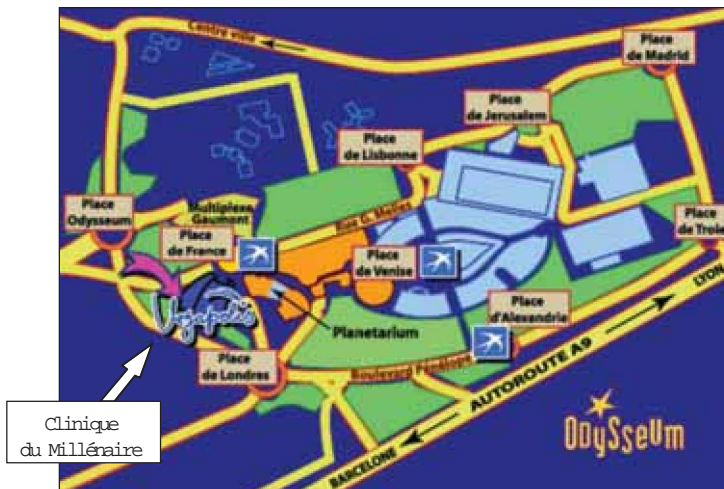 Centre ville
Place
de Madrid
Place
de Jerusalem
Place
de Lisbonne
Place
Odysseum
Multiplexe
Gaumont
Rue G. Melies
Place
de France
Place
de Troie
Place
de Venise
LYON
Place
d'Alexandrie
Planetarium
Place
de Londres
Boulevard Pénélope
AUTOROUTE A9
BARCELONE
Clinique
du Millénaire
Odysseum